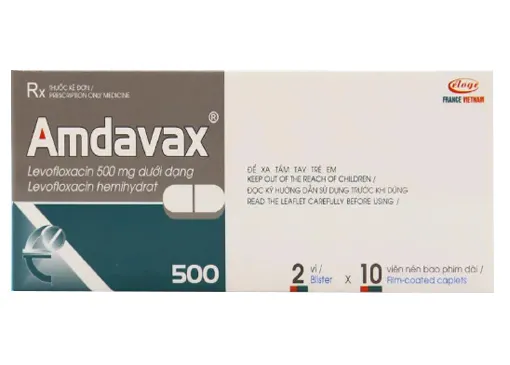 Rx THUỐC KÊ ĐƠN /
PRESCRIPTION ONLY MEDICINE
Amdavax®
Levofloxacin 500 mg dưới dạng
Levofloxacin hemihydrat
500
éloge
FRANCE VIETNAM
ĐỂ XA TẦM TAY TRẺ EM
KEEP OUT OF THE REACH OF CHILDREN /
ĐỌC KỸ HƯỚNG DẪN SỬ DỤNG TRƯỚC KHI DÙNG
READ THE LEAFLET CAREFULLY BEFORE USING /
2 vỉ / Blister X 10 viên nén bao phim dài / Film-coated caplets